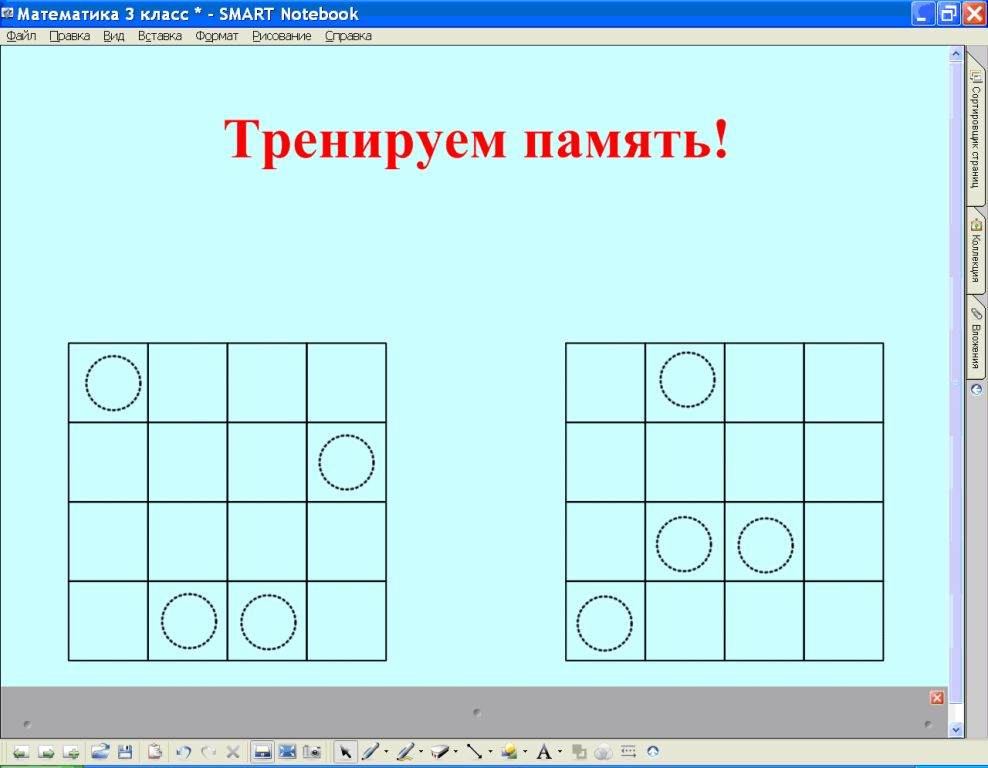 Математика 3 класс * - SMART Notebook
Файл Правка Вид Вставка Формат Рисование Справка
Тренируем память!
Сортировщик страниц
Коллекция
Вложения
A